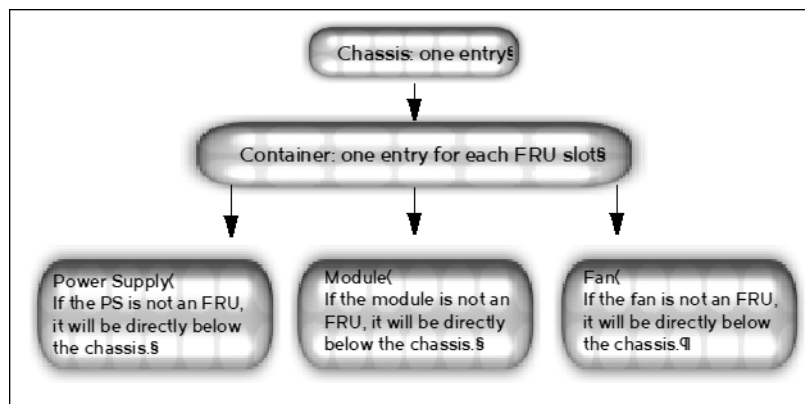 Chassis: one entry§
Container: one entry for each FRU slot§
Power Supply(
If the PS is not an FRU,
it will be directly below
the chassis.§
Module(
If the module is not an
FRU, it will be directly
below the chassis.§
Fan(
If the fan is not an FRU,
it will be directly below
the chassis.¶